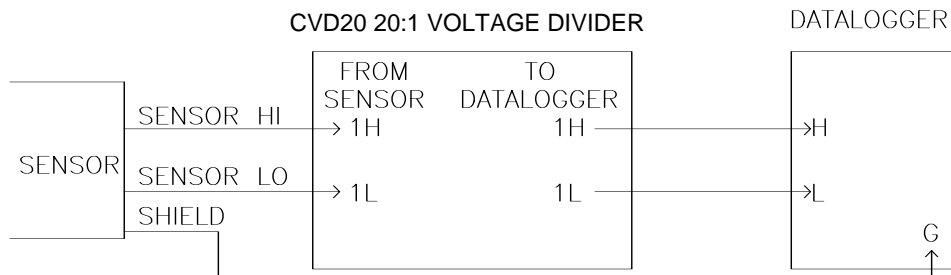 CVD20 20:1 VOLTAGE DIVIDER
DATALOGGER
FROM SENSOR
TO DATALOGGER
SENSOR HI
1H
1H
H
SENSOR
SENSOR LO
1L
1L
L
SHIELD
G